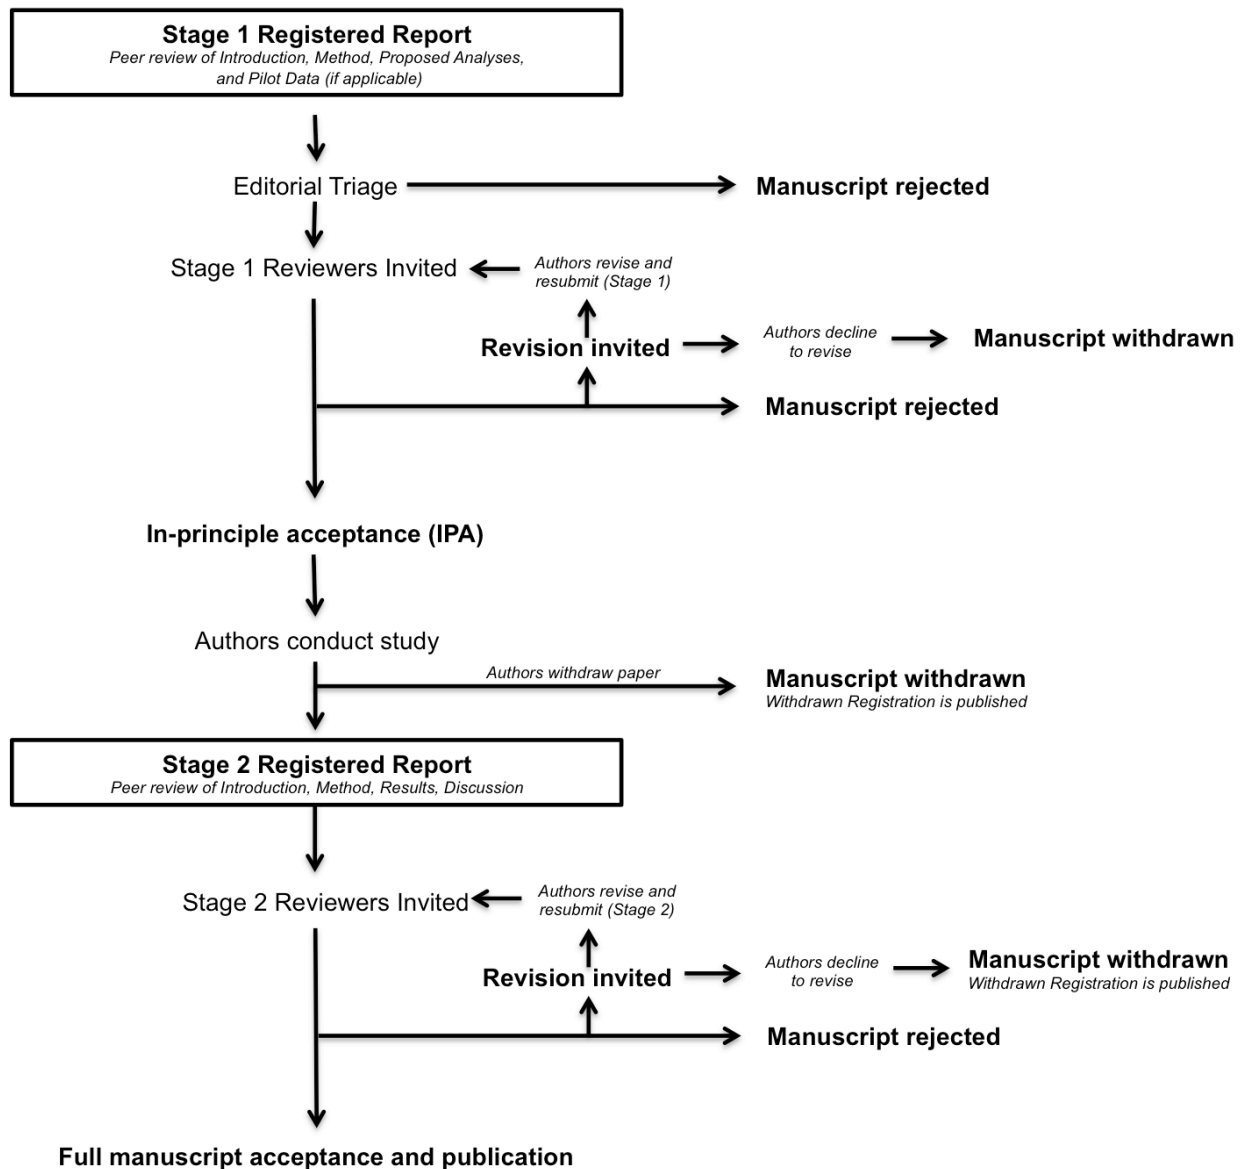 Stage 1 Registered Report
Peer review of Introduction, Method, Proposed Analyses,
and Pilot Data (if applicable)
Editorial Triage
Manuscript rejected
Stage 1 Reviewers Invited
Authors revise and
resubmit (Stage 1)
Revision invited
Authors decline
to revise
Manuscript withdrawn
Manuscript rejected
In-principle acceptance (IPA)
Authors conduct study
Authors withdraw paper
Manuscript withdrawn
Withdrawn Registration is published
Stage 2 Registered Report
Peer review of Introduction, Method, Results, Discussion
Stage 2 Reviewers Invited
Authors revise and
resubmit (Stage 2)
Revision invited
Authors decline
to revise
Manuscript withdrawn
Withdrawn Registration is published
Manuscript rejected
Full manuscript acceptance and publication